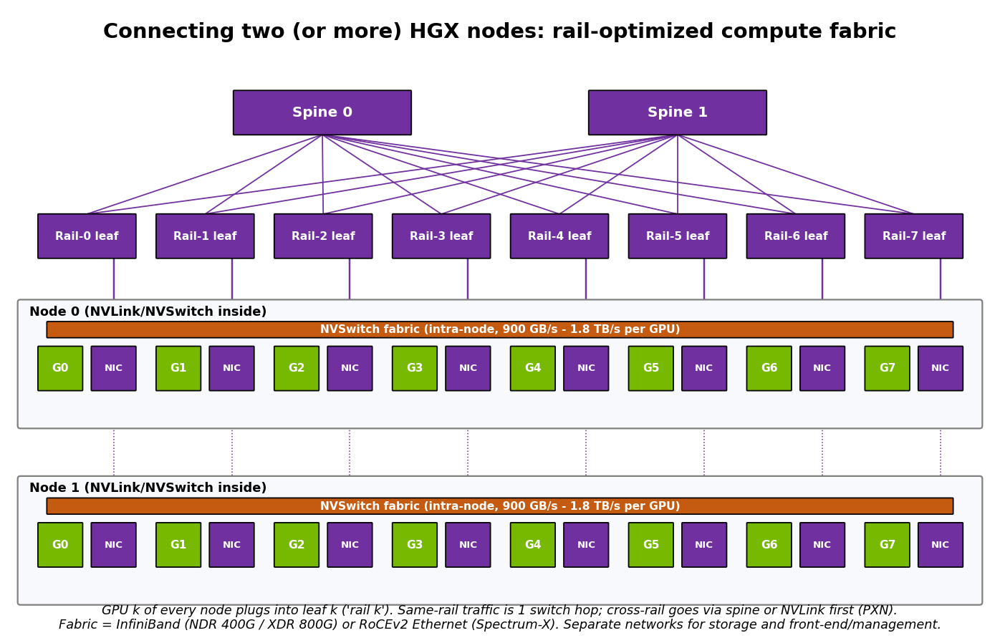 Connecting two (or more) HGX nodes: rail-optimized compute fabric
Spine 0 Spine 1
Rail-0 leaf Rail-1 leaf Rail-2 leaf Rail-3 leaf Rail-4 leaf Rail-5 leaf Rail-6 leaf Rail-7 leaf
Node 0 (NVLink/NVSwitch inside)
NVSwitch fabric (intra-node, 900 GB/s - 1.8 TB/s per GPU)
G0 NIC G1 NIC G2 NIC G3 NIC G4 NIC G5 NIC G6 NIC G7 NIC
Node 1 (NVLink/NVSwitch inside)
NVSwitch fabric (intra-node, 900 GB/s - 1.8 TB/s per GPU)
G0 NIC G1 NIC G2 NIC G3 NIC G4 NIC G5 NIC G6 NIC G7 NIC
GPU k of every node plugs into leaf k ('rail k'). Same-rail traffic is 1 switch hop; cross-rail goes via spine or NVLink first (PXN).
Fabric = InfiniBand (NDR 400G / XDR 800G) or RoCEv2 Ethernet (Spectrum-X). Separate networks for storage and front-end/management.